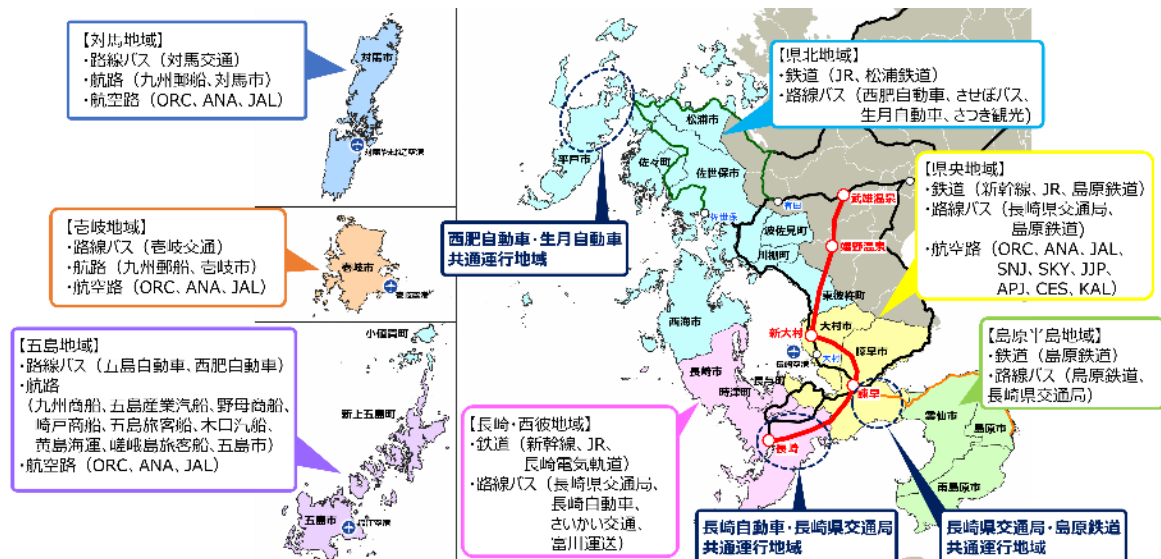 【対馬地域】
・路線バス（対馬交通）
・航路（九州郵船、対馬市）
・航空路（ORC、ANA、JAL）
対馬市
対馬やまねこ空港
【壱岐地域】
・路線バス（壱岐交通）
・航路（九州郵船、壱岐市）
・航空路（ORC、ANA、JAL）
壱岐市
壱岐空港
【五島地域】
・路線バス（五島自動車、西肥自動車）
・航路
（九州商船、五島産業汽船、野母商船、
崎戸商船、五島旅客船、木口汽船、
黄島海運、嵯峨島旅客船、五島市）
・航空路（ORC、ANA、JAL）
小値賀町
新上五島町
五島市
【県北地域】
・鉄道（JR、松浦鉄道）
・路線バス（西肥自動車、させぼバス、
生月自動車、さつき観光）
松浦市
平戸市
佐々町
佐世保市
佐世保
有田
武雄温泉
波佐見町
嬉野温泉
川棚町
東彼杵町
西肥自動車・生月自動車
共通運行地域
【県央地域】
・鉄道（新幹線、JR、島原鉄道）
・路線バス（長崎県交通局、
島原鉄道）
・航空路（ORC、ANA、JAL、
SNJ、SKY、JJP、
APJ、CES、KAL）
西海市
新大村
大村市
長崎空港
大村
諫早市
諫早
長崎市
時津町
長与町
長崎
【島原半島地域】
・鉄道（島原鉄道）
・路線バス（島原鉄道、
長崎県交通局）
雲仙市
島原市
南島原市
【長崎・西彼地域】
・鉄道（新幹線、JR、
長崎電気軌道）
・路線バス（長崎県交通局、
長崎自動車、
さいかい交通、
富川運送）
長崎自動車・長崎県交通局
共通運行地域
長崎県交通局・島原鉄道
共通運行地域